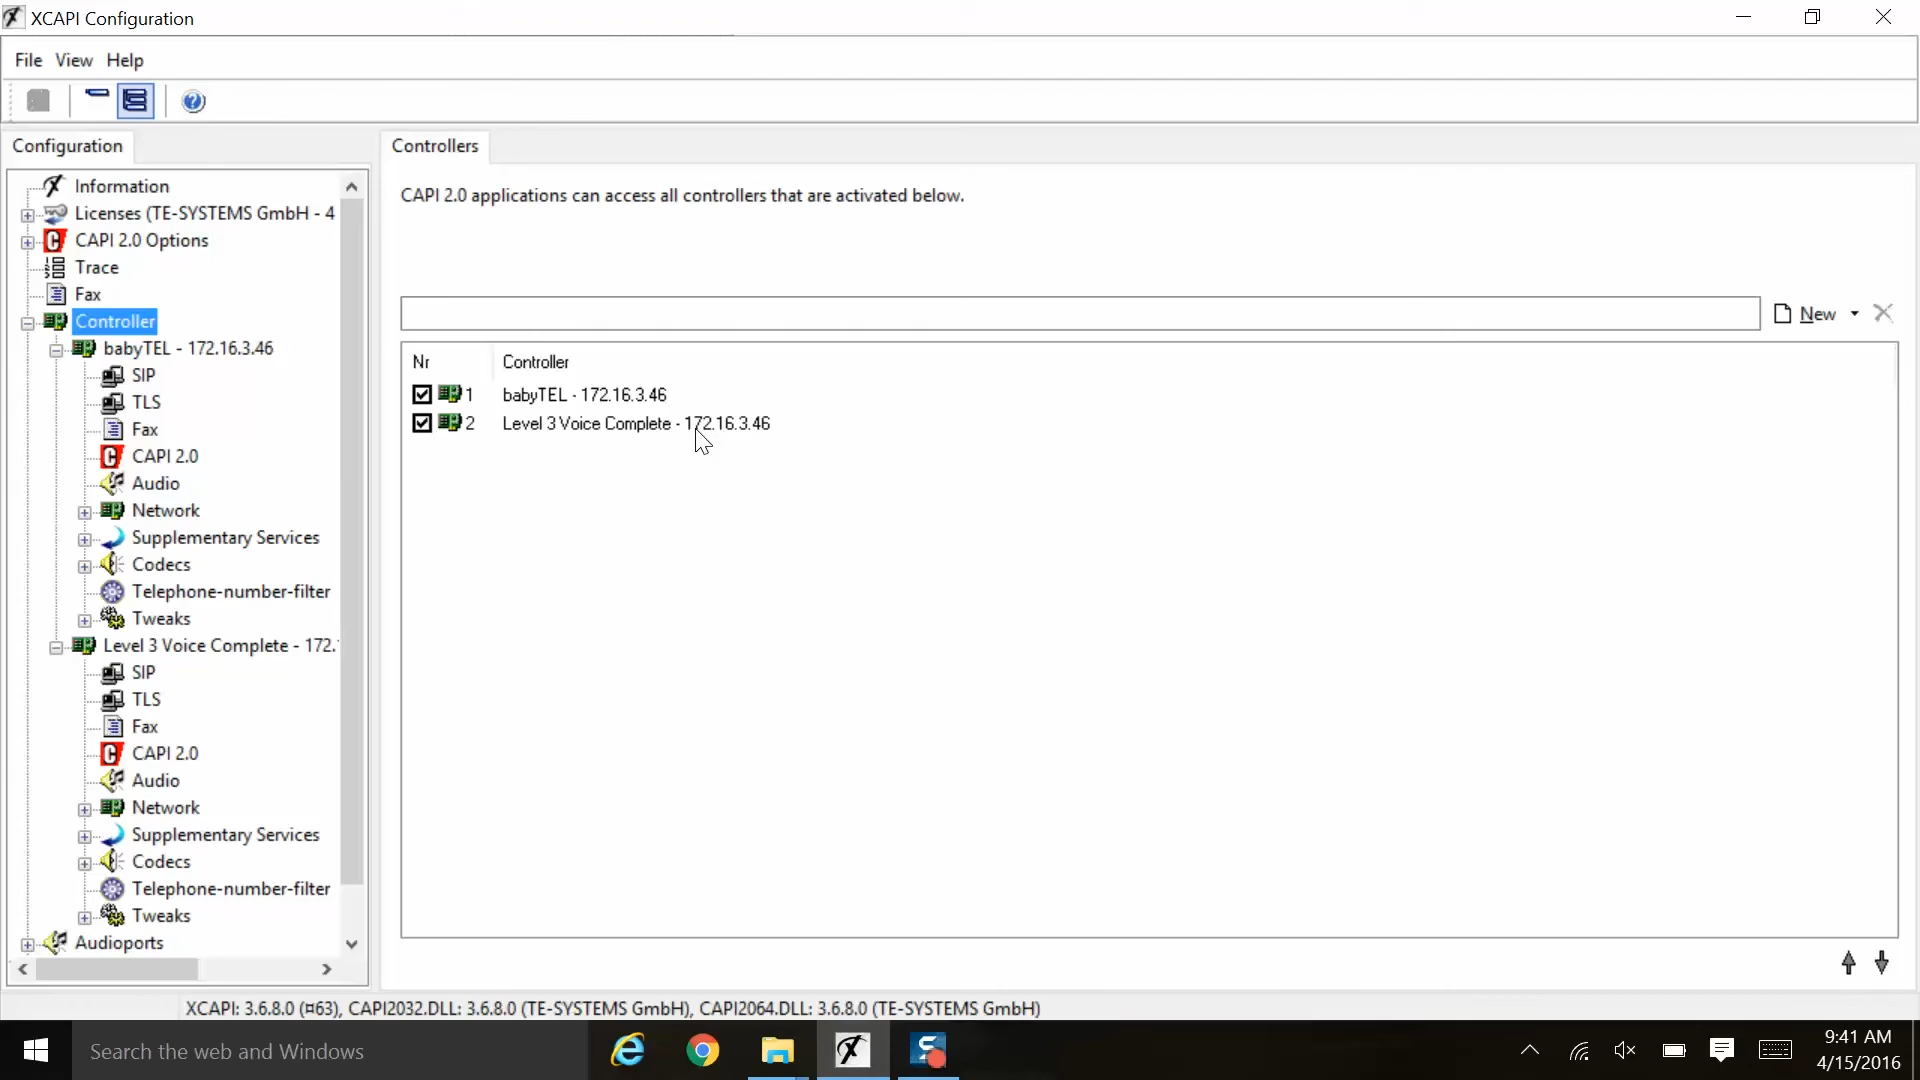 XCAPI Configuration
File View Help
Configuration
Controllers
Information
Licenses (TE-SYSTEMS GmbH - 4
CAPI 2.0 Options
Trace
Fax
Controller
babyTEL - 172.16.3.46
SIP
TLS
Fax
CAPI 2.0
Audio
Network
Supplementary Services
Codecs
Telephone-number-filter
Tweaks
Level 3 Voice Complete - 172.
SIP
TLS
Fax
CAPI 2.0
Audio
Network
Supplementary Services
Codecs
Telephone-number-filter
Tweaks
Audioports
CAPI 2.0 applications can access all controllers that are activated below.
New
Nr Controller
1 babyTEL - 172.16.3.46
2 Level 3 Voice Complete - 172.16.3.46
XCAPI: 3.6.8.0 (¤63), CAPI2032.DLL: 3.6.8.0 (TE-SYSTEMS GmbH), CAPI2064.DLL: 3.6.8.0 (TE-SYSTEMS GmbH)
Search the web and Windows
9:41 AM
4/15/2016